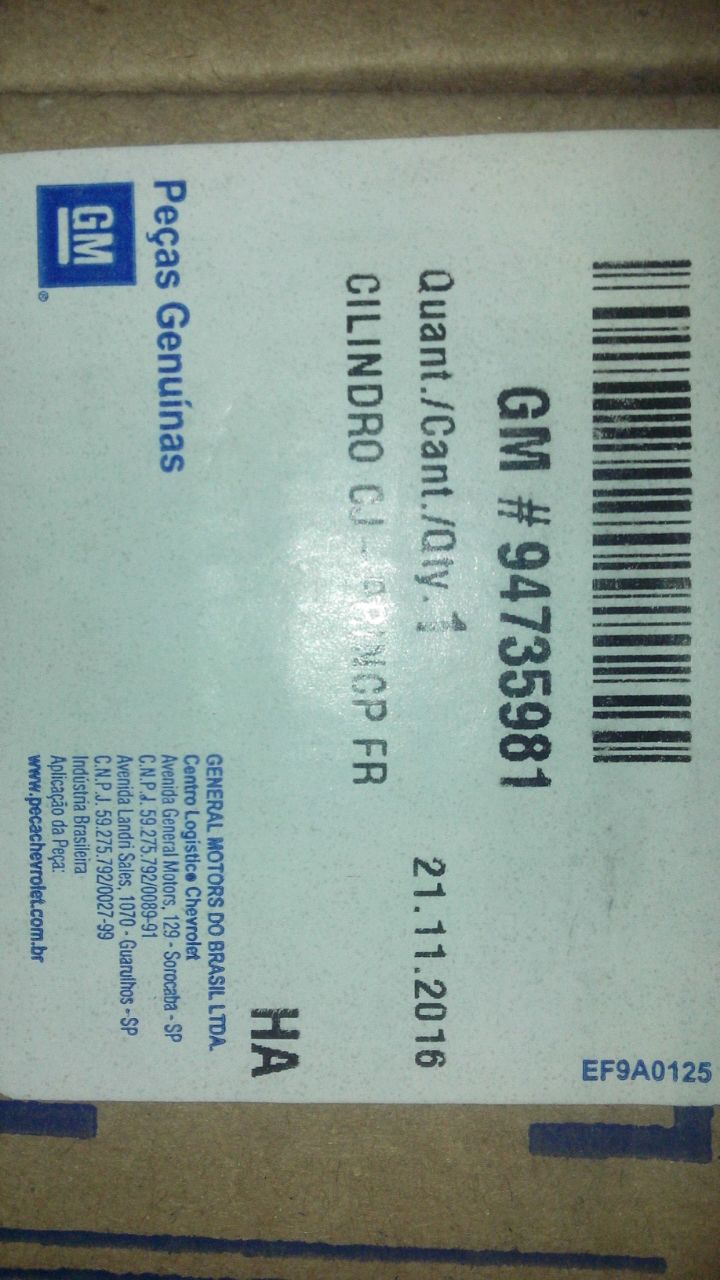 EF9A0125
GM # 94735981
Quant./Cant./Qty. 1 21.11.2016
CILINDRO CJ - FR
HA
Peças Genuínas
GM
GENERAL MOTORS DO BRASIL LTDA.
Centro Logístico Chevrolet
Avenida General Motors, 129 - Sorocaba - SP
C.N.P.J. 59.275.792/0089-91
Avenida Landri Sales, 1070 - Guarulhos - SP
C.N.P.J. 59.275.792/0027-99
Indústria Brasileira
Aplicação da Peça:
www.pecachevrolet.com.br